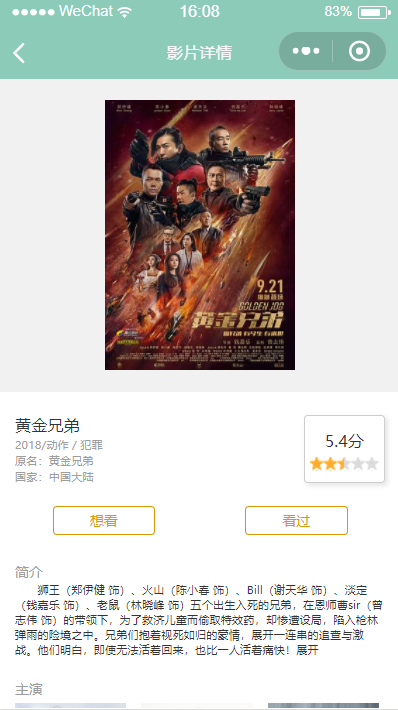 WeChat 16:08 83%
影片详情
9.21
GOLDEN JOB
黄金兄弟
黄金兄弟
2018/动作 / 犯罪
原名：黄金兄弟
国家：中国大陆
5.4分
想看 看过
简介
狮王（郑伊健 饰）、火山（陈小春 饰）、Bill（谢天华 饰）、淡定
（钱嘉乐 饰）、老鼠（林晓峰 饰）五个出生入死的兄弟，在恩师曹sir（曾
志伟 饰）的带领下，为了救济儿童而偷取特效药，却惨遭设局，陷入枪林
弹雨的险境之中。兄弟们抱着视死如归的豪情，展开一连串的追查与激
战。他们明白，即使无法活着回来，也比一人活着痛快！展开
主演